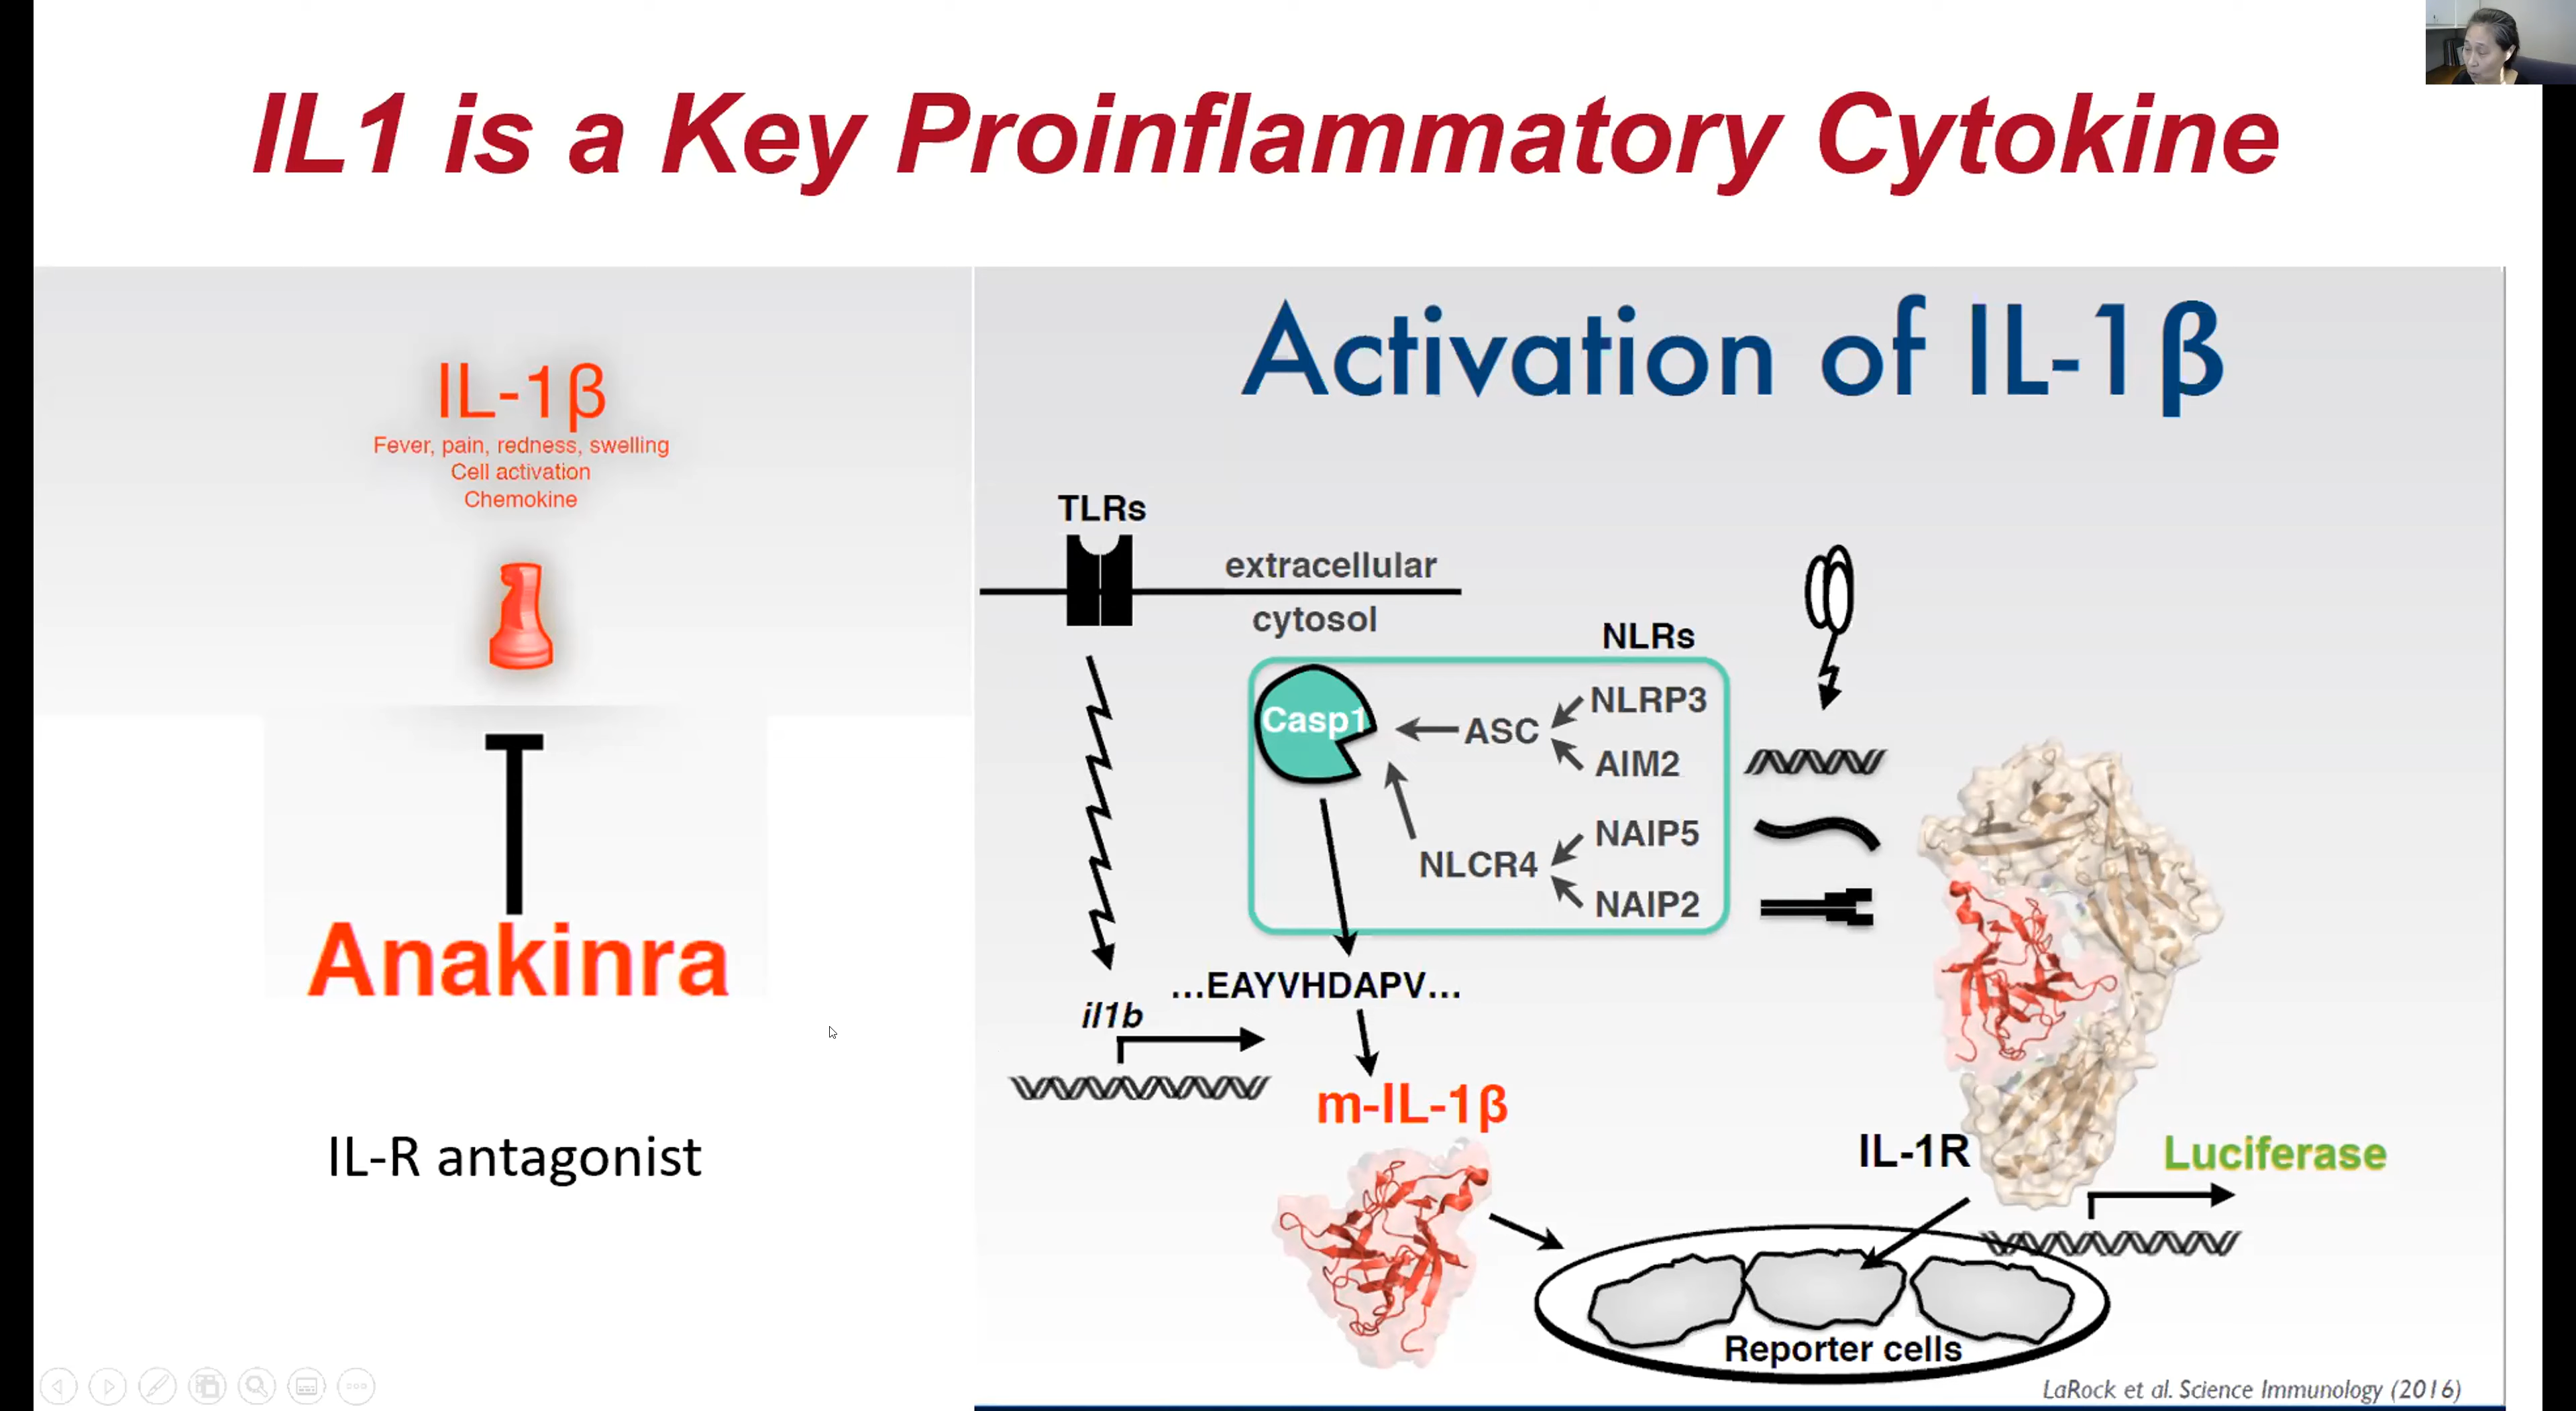 IL1 is a Key Proinflammatory Cytokine
IL-1β
Fever, pain, redness, swelling
Cell activation
Chemokine
Anakinra
IL-R antagonist
Activation of IL-1β
TLRs
extracellular
cytosol
NLRs
Casp1
ASC
NLRP3
AIM2
NLCR4
NAIP5
NAIP2
...EAYVHDAPV...
il1b
m-IL-1β
IL-1R
Luciferase
Reporter cells
LaRock et al. Science Immunology (2016)